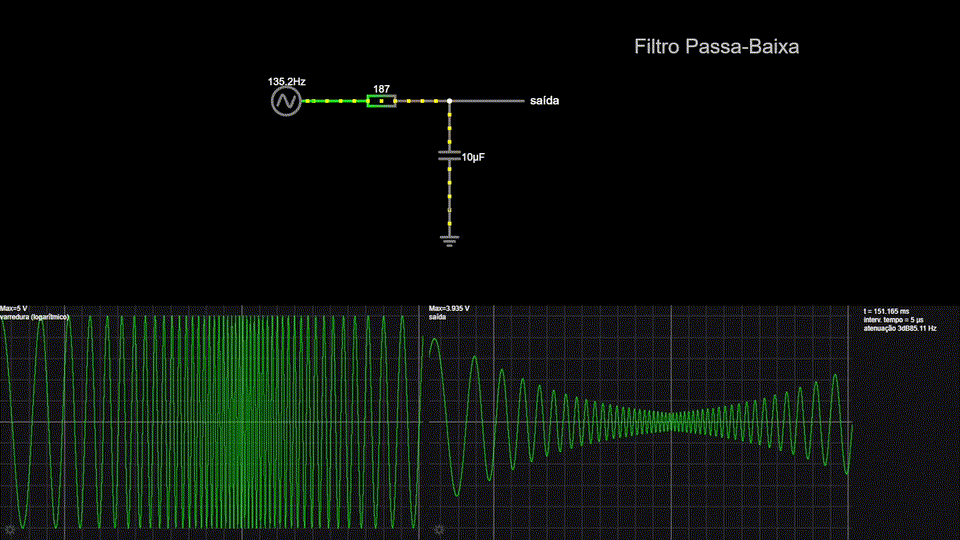 Filtro Passa-Baixa
135.2Hz
187
saída
10µF
Max=5 V
varredura (logarítmico)
Max=3.935 V
saída
t = 151.165 ms
interv. tempo = 5 µs
atenuação 3dB85.11 Hz